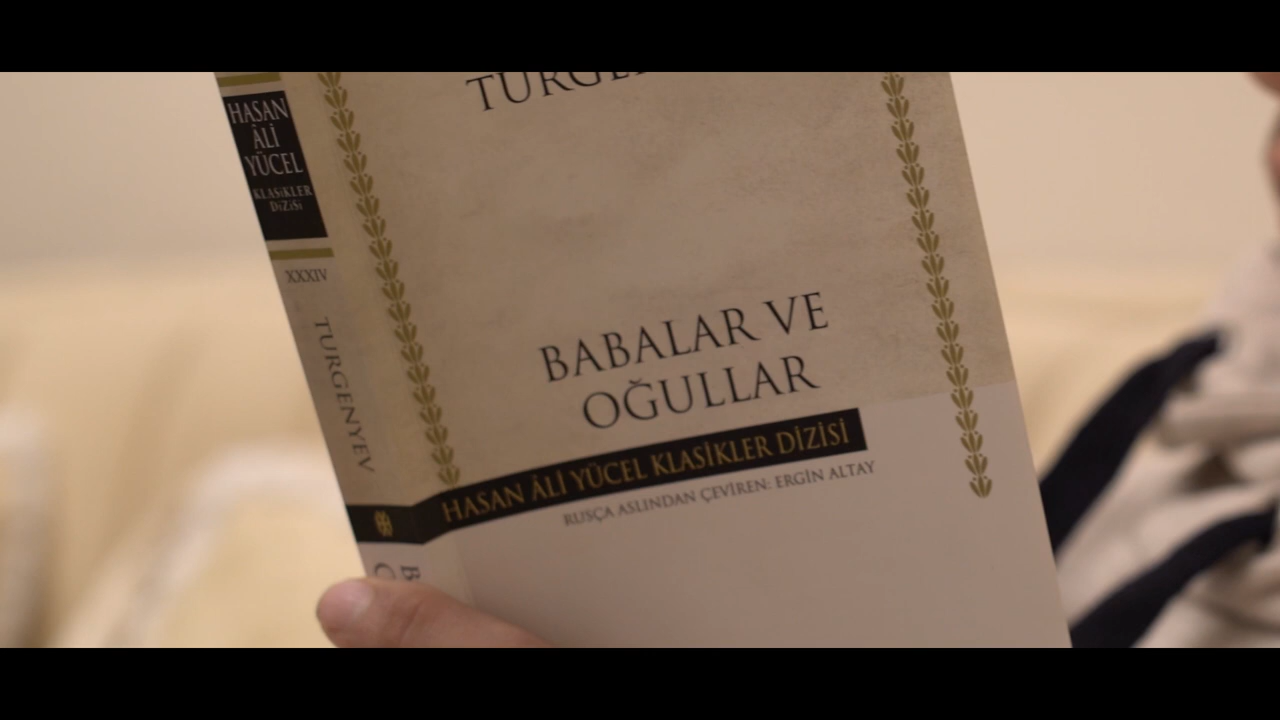 HASAN
ÂLİ
YÜCEL
KLASİKLER
DİZİSİ
XXXIV
TURGENYEV
BABALAR VE
OĞULLAR
HASAN ÂLİ YÜCEL KLASİKLER DİZİSİ
RUSÇA ASLINDAN ÇEVİREN: ERGİN ALTAY